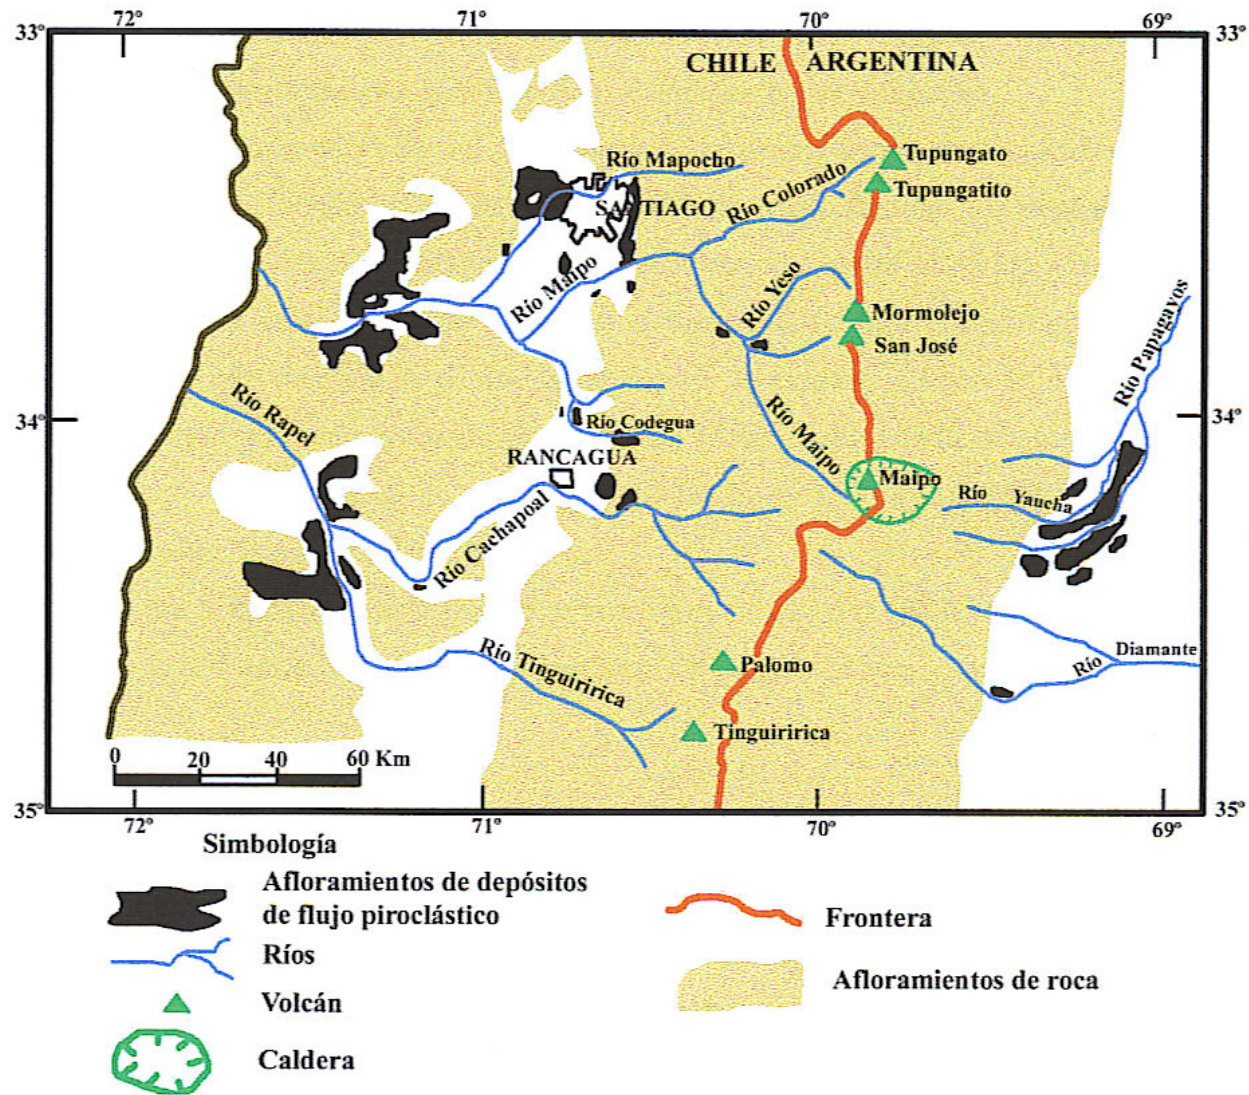 72°
71°
70°
69°
33°
33°
CHILE ARGENTINA
Río Mapocho
Tupungato
Río Colorado
Tupungatito
SANTIAGO
Río Maipo
Río Yeso
Mormolejo
San José
Río Papagayos
Río Rapel
34°
34°
Río Codegua
Río Maipo
RANCAGUA
Maipo
Río Yaucha
Río Cachapoal
Río Tinguiririca
Palomo
Río Diamante
Tinguiririca
0 20 40 60 Km
35°
35°
72°
71°
70°
69°
Simbología
Afloramientos de depósitos
de flujo piroclástico
Ríos
Volcán
Caldera
Frontera
Afloramientos de roca